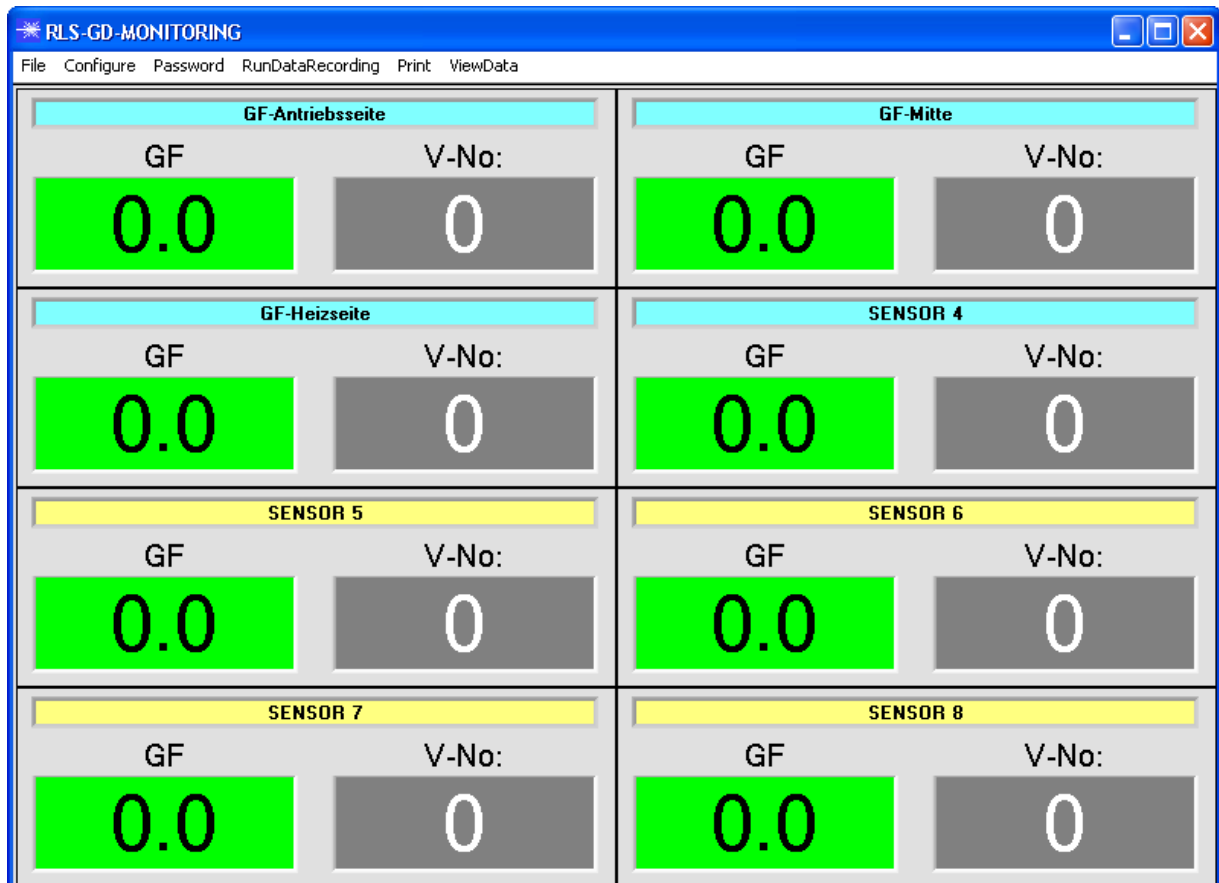 RLS-GD-MONITORING
File Configure Password RunDataRecording Print ViewData
GF-Antriebsseite
GF V-No:
0.0 0
GF-Mitte
GF V-No:
0.0 0
GF-Heizseite
GF V-No:
0.0 0
SENSOR 4
GF V-No:
0.0 0
SENSOR 5
GF V-No:
0.0 0
SENSOR 6
GF V-No:
0.0 0
SENSOR 7
GF V-No:
0.0 0
SENSOR 8
GF V-No:
0.0 0